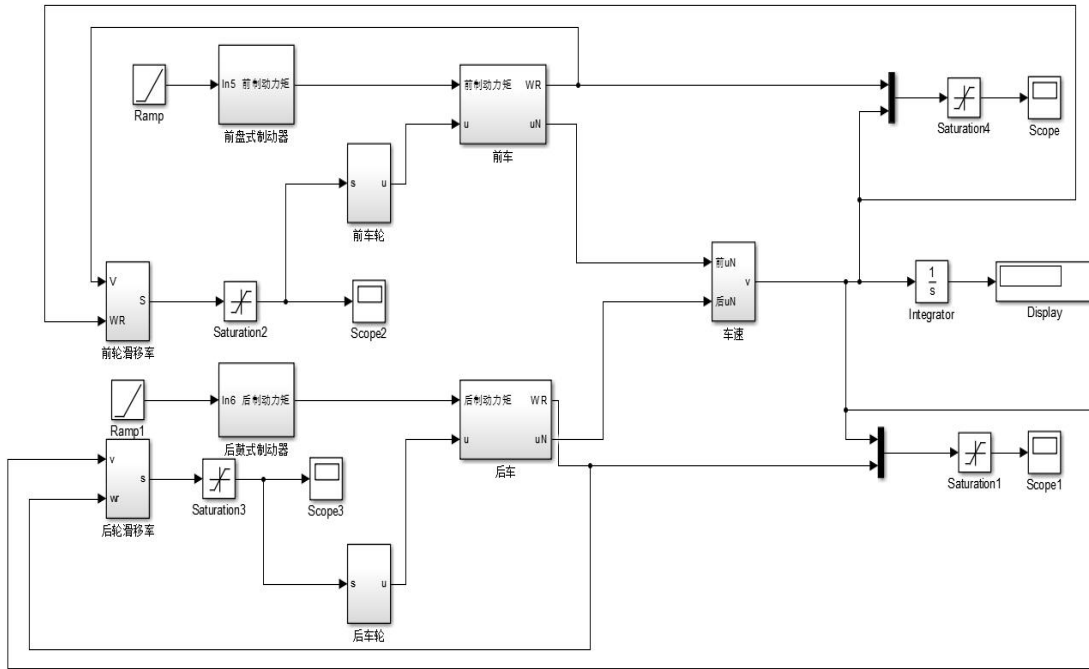 Ramp
In5 前制动力矩
前盘式制动器
前制动力矩 WR
u uN
前车
s u
前车轮
Saturation4
Scope
V
S
WR
前轮滑移率
Saturation2
Scope2
前uN
v
后uN
车速
1
s
Integrator
Display
Ramp1
In6 后制动力矩
后鼓式制动器
后制动力矩 WR
u uN
后车
v
s
wr
后轮滑移率
Saturation3
Scope3
s u
后车轮
Saturation1
Scope1